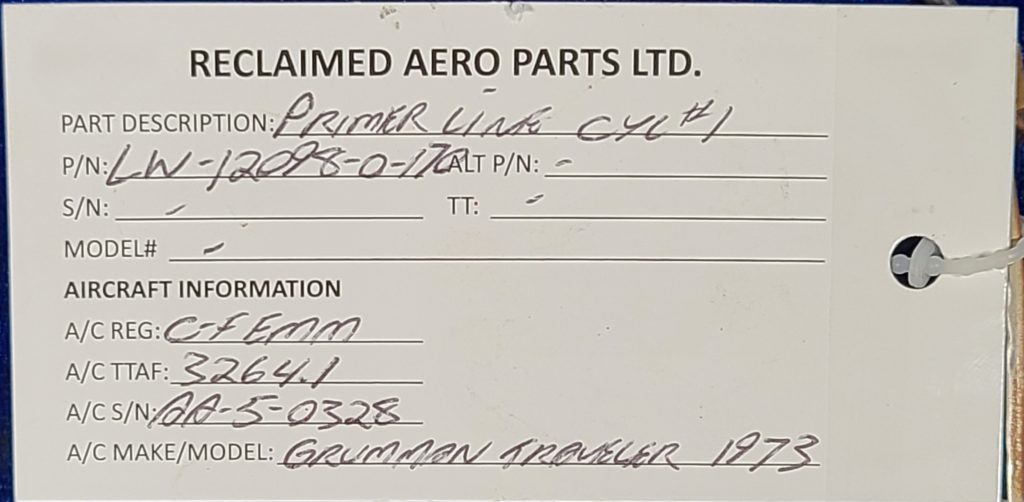 RECLAIMED AERO PARTS LTD.
PART DESCRIPTION: PRIMER LINE CYL #1
P/N: LW-12098-0-170 ALT P/N: -
S/N: - TT: -
MODEL# -
AIRCRAFT INFORMATION
A/C REG: C-FEMM
A/C TTAF: 3264.1
A/C S/N: AA-5-0328
A/C MAKE/MODEL: GRUMMAN TRAVELER 1973